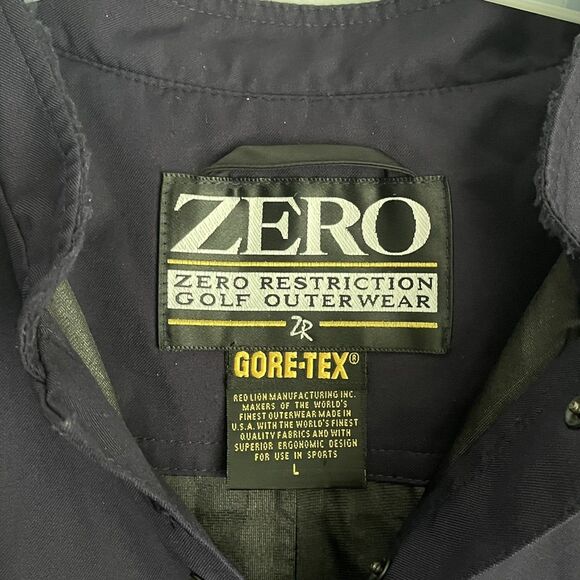 ZERO
ZERO RESTRICTION
GOLF OUTERWEAR
ZR
GORE-TEX®
RED LION MANUFACTURING INC.
MAKERS OF THE WORLD'S
FINEST OUTERWEAR MADE IN
U.S.A. WITH THE WORLD'S FINEST
QUALITY FABRICS AND WITH
SUPERIOR ERGONOMIC DESIGN
FOR USE IN SPORTS
L